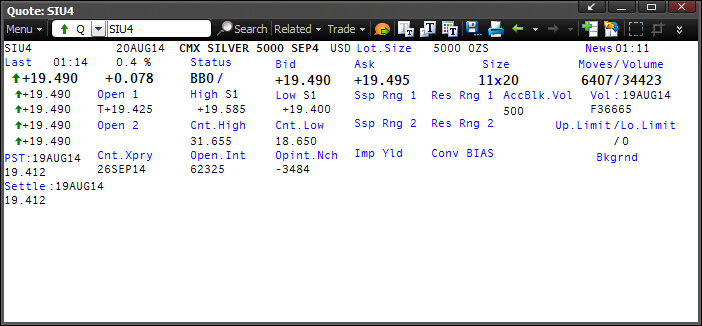 Quote: SIU4
Menu Q SIU4 Search Related Trade
SIU4 20AUG14 CMX SILVER 5000 SEP4 USD Lot.Size 5000 OZS News 01:11
Last 01:14 0.4 % Status Bid Ask Size Moves/Volume
+19.490 +0.078 BBO/ +19.490 +19.495 11x20 6407/34423
+19.490 Open 1 High S1 Low S1 Ssp Rng 1 Res Rng 1 AccBlk.Vol Vol :19AUG14
+19.490 T+19.425 +19.585 +19.400 500 F36665
+19.490 Open 2 Cnt.High Cnt.Low Ssp Rng 2 Res Rng 2 Up.Limit/Lo.Limit
+19.490 31.655 18.650 /0
PST:19AUG14 Cnt.Xpry Open.Int Opint.Nch Imp Yld Conv BIAS Bkgrnd
19.412 26SEP14 62325 -3484
Settle:19AUG14
19.412